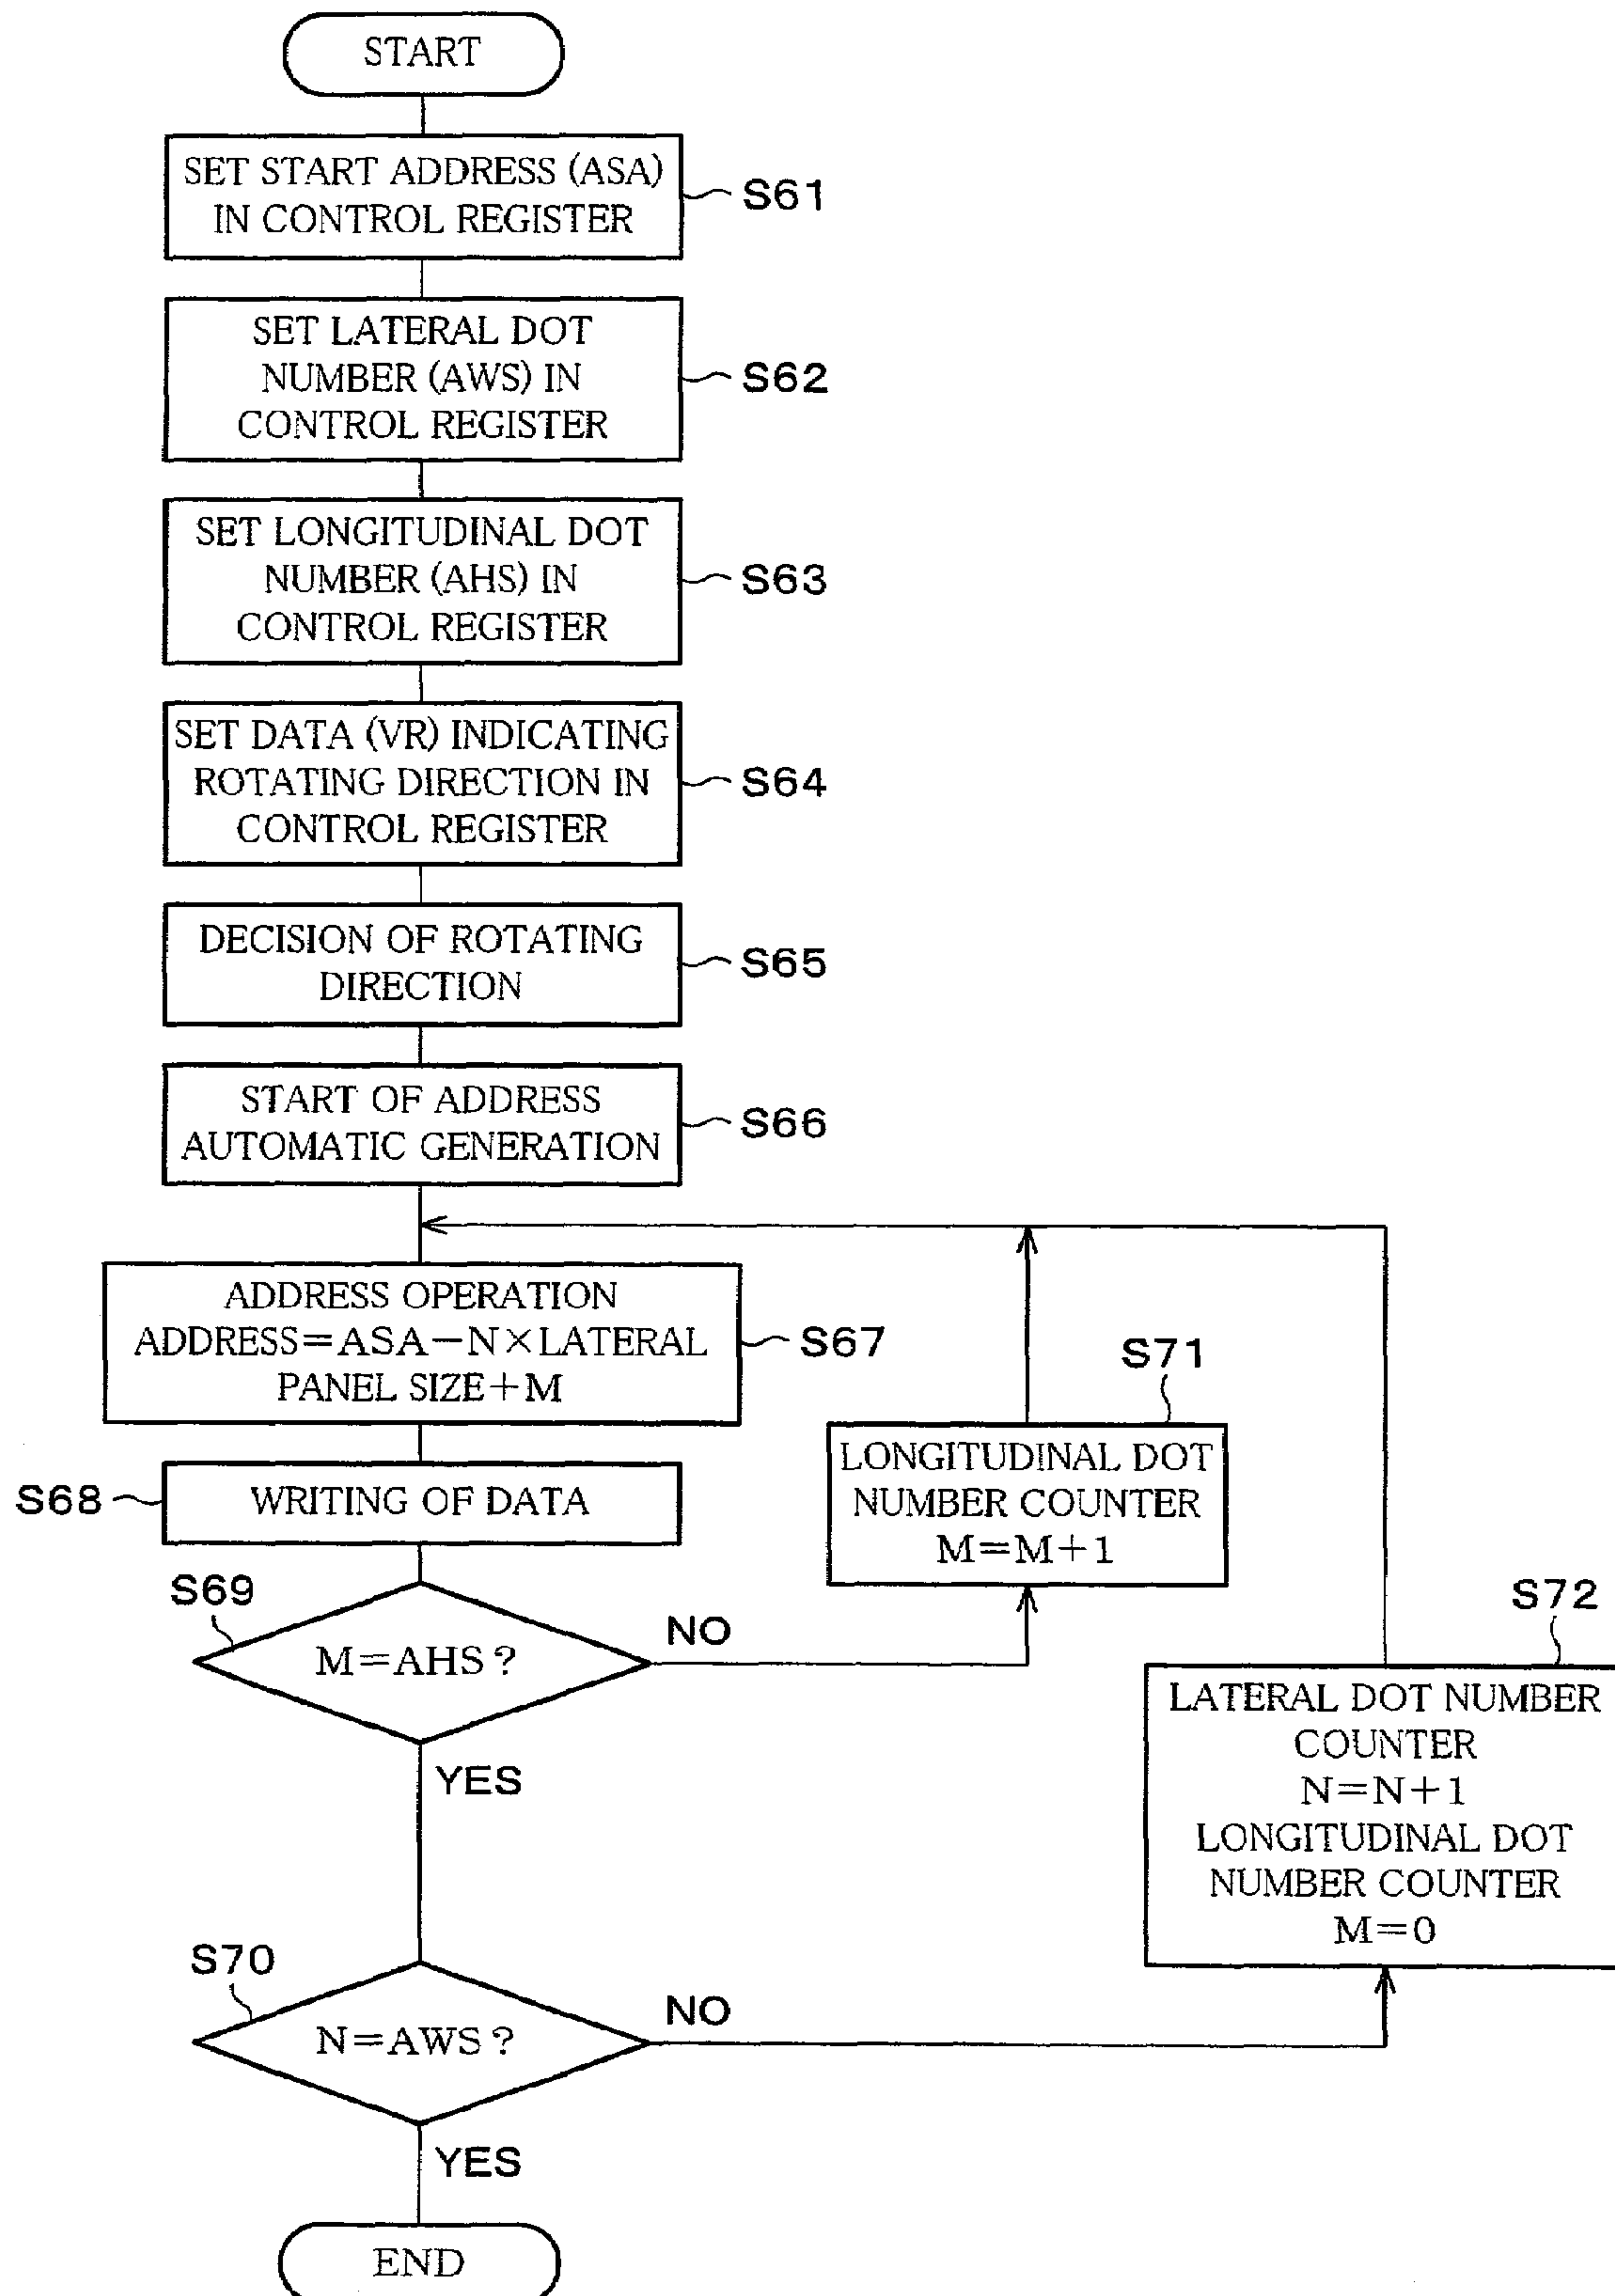 START
SET START ADDRESS (ASA)
IN CONTROL REGISTER
S61
SET LATERAL DOT
NUMBER (AWS) IN
CONTROL REGISTER
S62
SET LONGITUDINAL DOT
NUMBER (AHS) IN
CONTROL REGISTER
S63
SET DATA (VR) INDICATING
ROTATING DIRECTION IN
CONTROL REGISTER
S64
DECISION OF ROTATING
DIRECTION
S65
START OF ADDRESS
AUTOMATIC GENERATION
S66
ADDRESS OPERATION
ADDRESS=ASA−N×LATERAL
PANEL SIZE+M
S67
S68
WRITING OF DATA
S69
M=AHS?
NO
YES
S71
LONGITUDINAL DOT
NUMBER COUNTER
M=M+1
S70
N=AWS?
NO
YES
S72
LATERAL DOT NUMBER
COUNTER
N=N+1
LONGITUDINAL DOT
NUMBER COUNTER
M=0
END